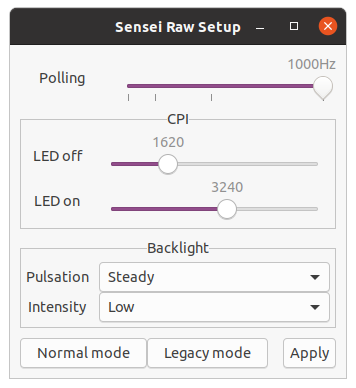 Sensei Raw Setup
1000Hz
Polling
CPI
1620
LED off
3240
LED on
Backlight
Pulsation Steady
Intensity Low
Normal mode Legacy mode Apply